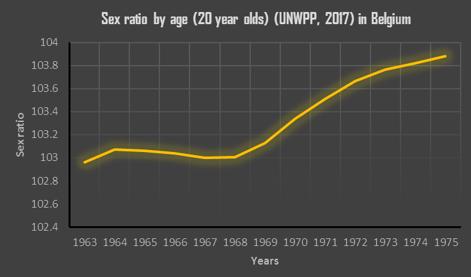 Sex ratio by age (20 year olds) (UNWPP, 2017) in Belgium
104
103.8
103.6
103.4
103.2
103
102.8
102.6
102.4
Sex ratio
1963 1964 1965 1966 1967 1968 1969 1970 1971 1972 1973 1974 1975
Years